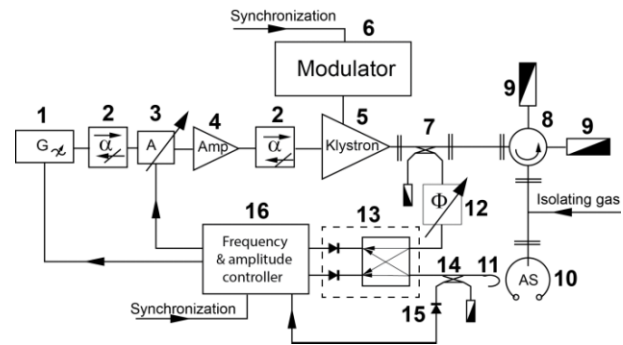 Synchronization
6
Modulator
9
1
2
3
4
2
5
7
8
9
G
α
A
Amp
α
Klystron
Isolating gas
16
13
Φ
12
Frequency
& amplitude
controller
14
11
AS
10
15
Synchronization